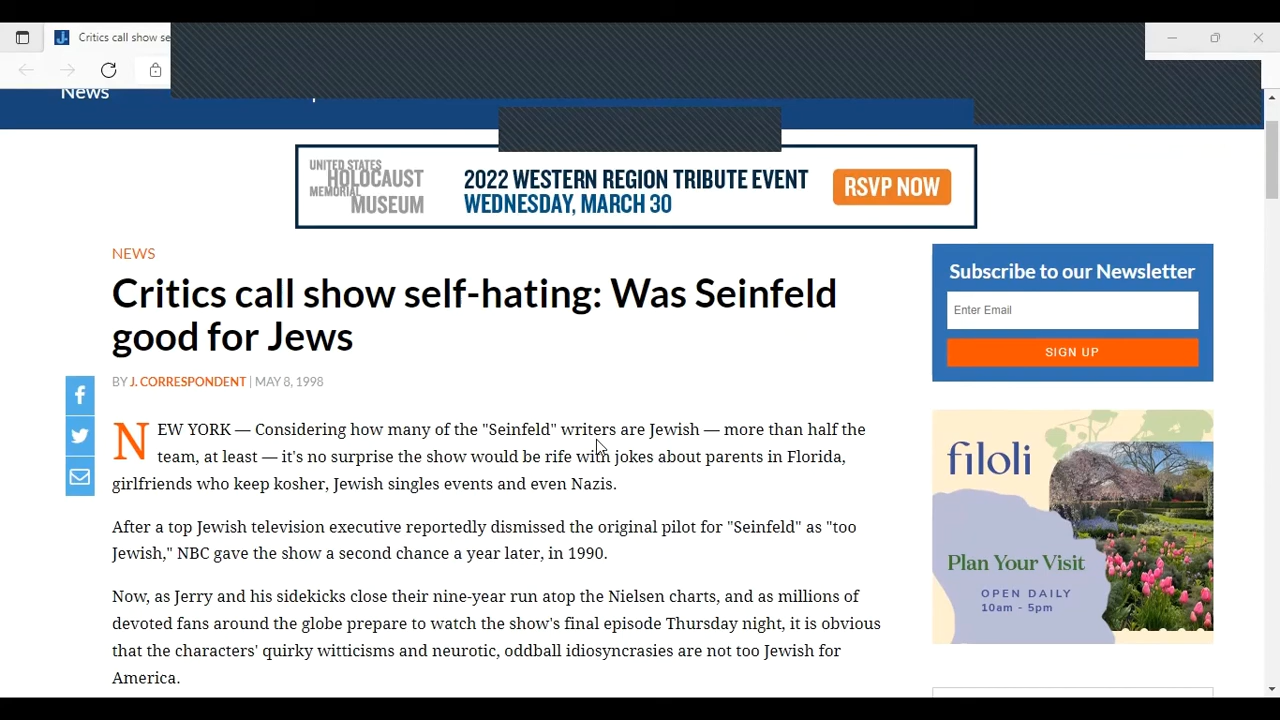 Critics call show se
News
UNITED STATES
HOLOCAUST
MEMORIAL
MUSEUM
2022 WESTERN REGION TRIBUTE EVENT
WEDNESDAY, MARCH 30
RSVP NOW
NEWS
Critics call show self-hating: Was Seinfeld
good for Jews
BY J. CORRESPONDENT | MAY 8, 1998
NEW YORK — Considering how many of the "Seinfeld" writers are Jewish — more than half the
team, at least — it's no surprise the show would be rife with jokes about parents in Florida,
girlfriends who keep kosher, Jewish singles events and even Nazis.
After a top Jewish television executive reportedly dismissed the original pilot for "Seinfeld" as "too
Jewish," NBC gave the show a second chance a year later, in 1990.
Now, as Jerry and his sidekicks close their nine-year run atop the Nielsen charts, and as millions of
devoted fans around the globe prepare to watch the show's final episode Thursday night, it is obvious
that the characters' quirky witticisms and neurotic, oddball idiosyncrasies are not too Jewish for
America.
Subscribe to our Newsletter
Enter Email
SIGN UP
filoli
Plan Your Visit
OPEN DAILY
10am - 5pm